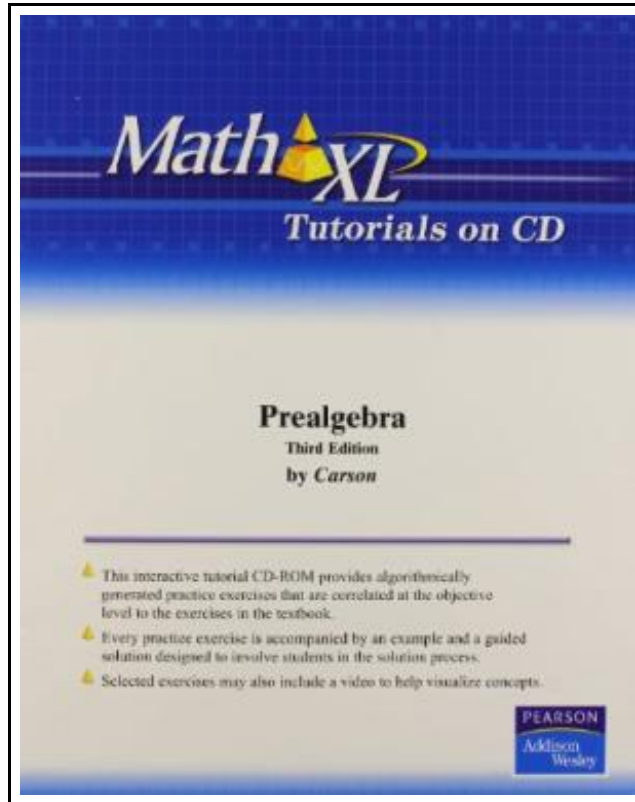 Math XL
Tutorials on CD
Prealgebra
Third Edition
by Carson
This interactive tutorial CD-ROM provides algorithmically
generated practice exercises that are correlated at the objective
level to the exercises in the textbook.
Every practice exercise is accompanied by an example and a guided
solution designed to involve students in the solution process.
Selected exercises may also include a video to help visualize concepts.
PEARSON
Addison
Wesley